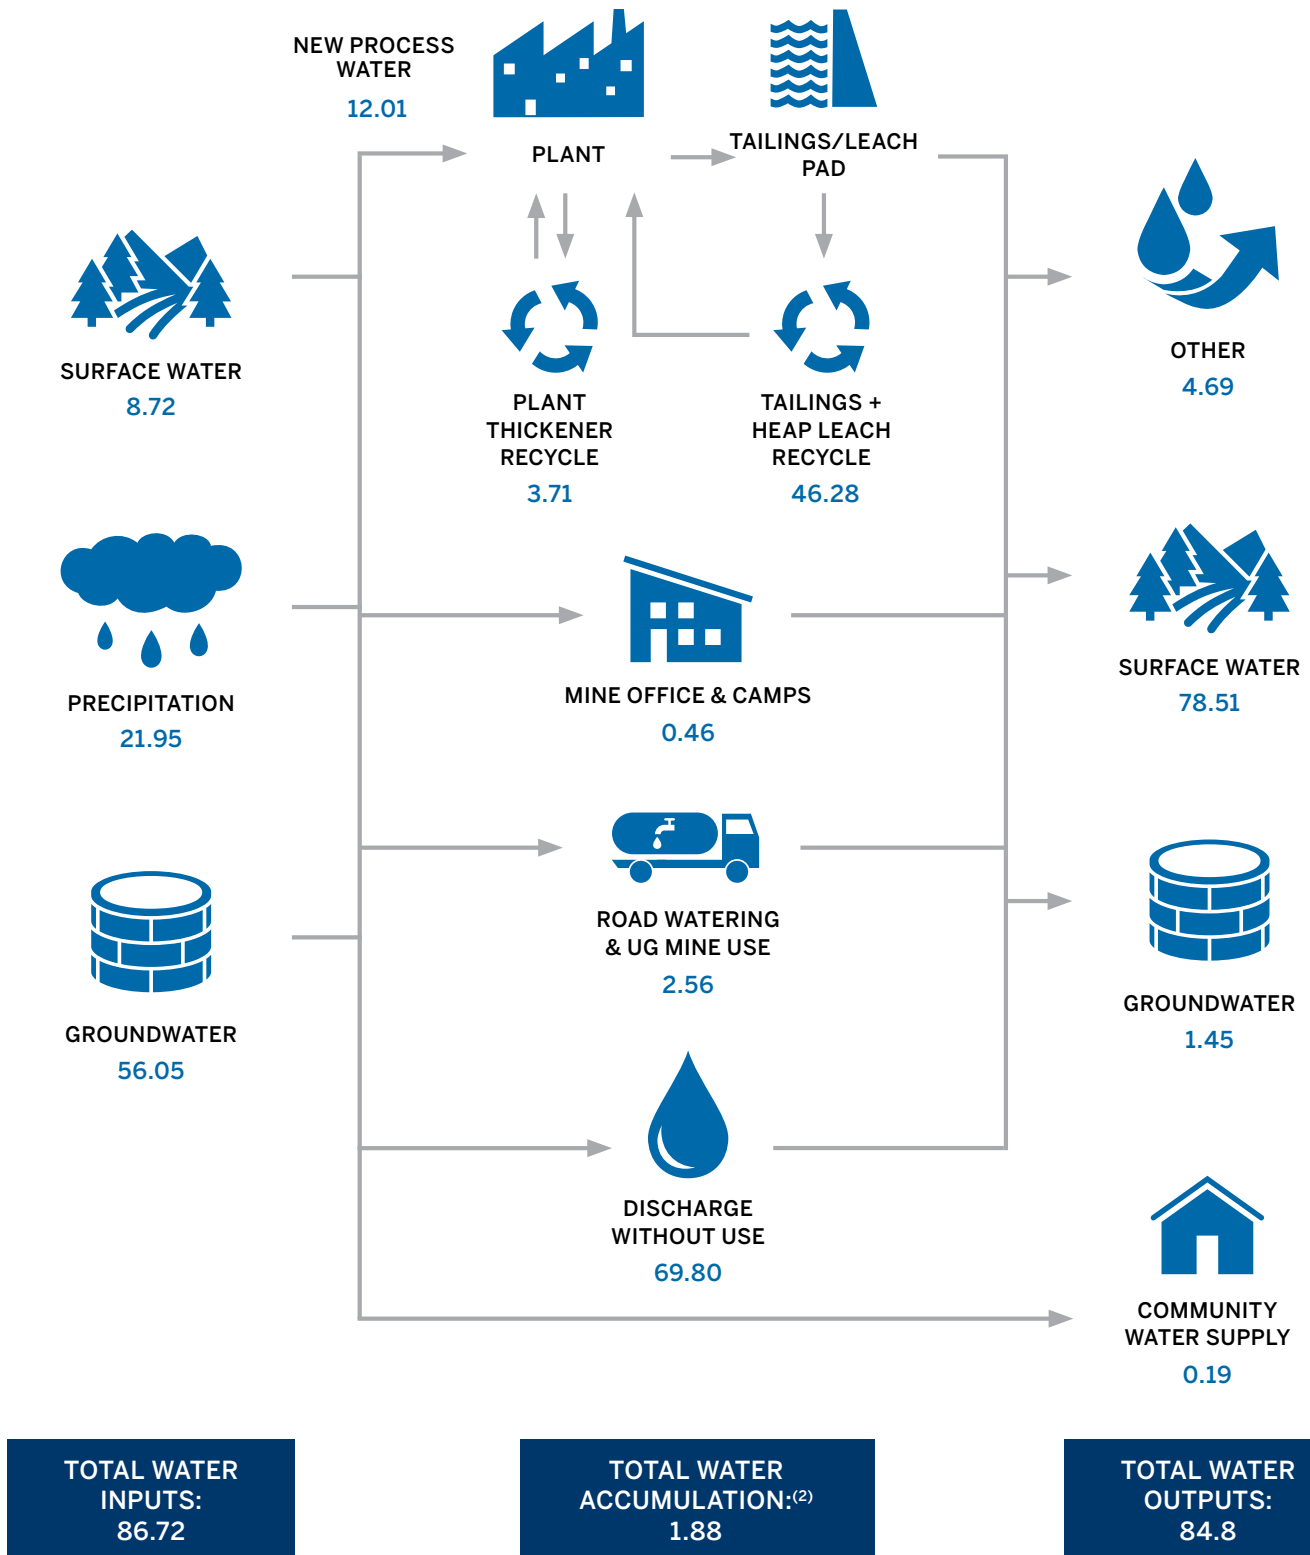 NEW PROCESS
WATER
12.01
PLANT
TAILINGS/LEACH
PAD
SURFACE WATER
8.72
PLANT
THICKENER
RECYCLE
3.71
TAILINGS +
HEAP LEACH
RECYCLE
46.28
OTHER
4.69
PRECIPITATION
21.95
MINE OFFICE & CAMPS
0.46
SURFACE WATER
78.51
GROUNDWATER
56.05
ROAD WATERING
& UG MINE USE
2.56
GROUNDWATER
1.45
DISCHARGE
WITHOUT USE
69.80
COMMUNITY
WATER SUPPLY
0.19
TOTAL WATER
INPUTS:
86.72
TOTAL WATER
ACCUMULATION:(2)
1.88
TOTAL WATER
OUTPUTS:
84.8